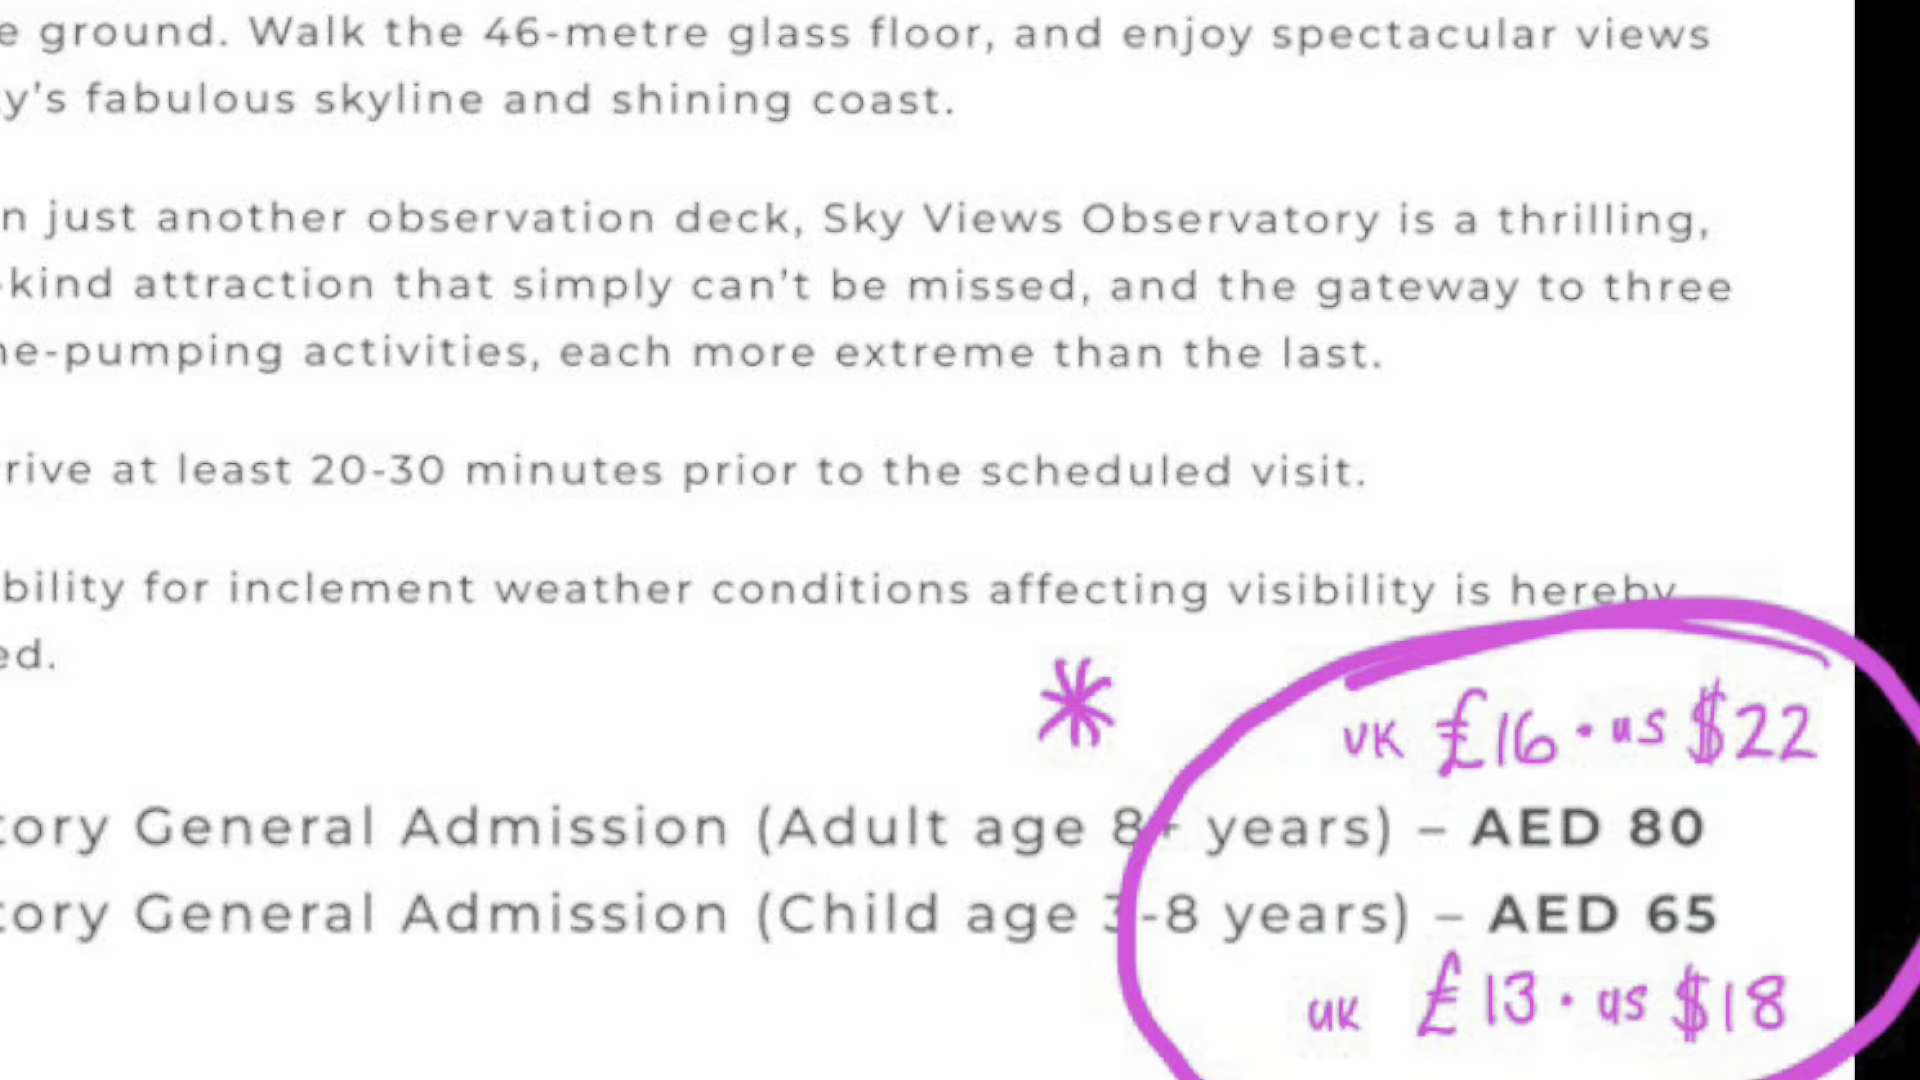 e ground. Walk the 46-metre glass floor, and enjoy spectacular views
y's fabulous skyline and shining coast.
n just another observation deck, Sky Views Observatory is a thrilling,
-kind attraction that simply can't be missed, and the gateway to three
ne-pumping activities, each more extreme than the last.
rive at least 20-30 minutes prior to the scheduled visit.
bility for inclement weather conditions affecting visibility is hereby
ed.
*
UK £16 · US $22
tory General Admission (Adult age 8+ years) – AED 80
tory General Admission (Child age 3-8 years) – AED 65
UK £13 · US $18